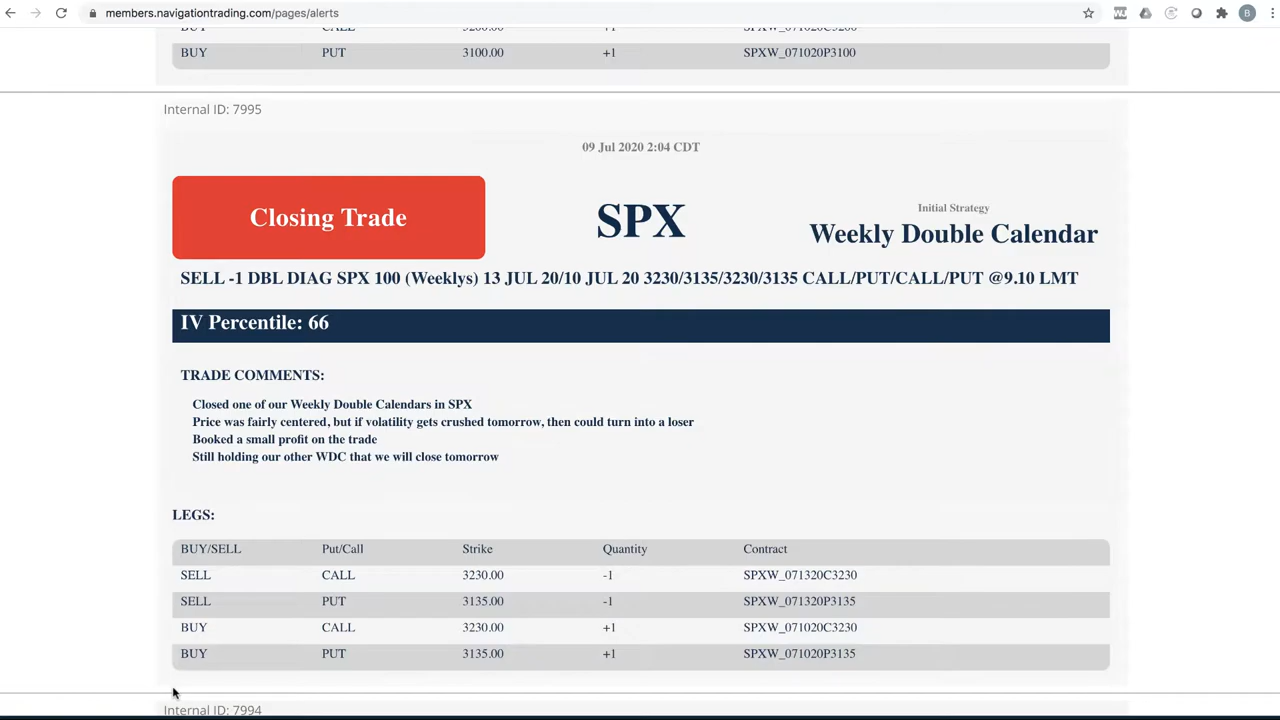 members.navigationtrading.com/pages/alerts
B
BUY CALL 3200.00 +1 SPXW_071020C3200
BUY PUT 3100.00 +1 SPXW_071020P3100
Internal ID: 7995
09 Jul 2020 2:04 CDT
Closing Trade
SPX
Initial Strategy
Weekly Double Calendar
SELL -1 DBL DIAG SPX 100 (Weeklys) 13 JUL 20/10 JUL 20 3230/3135/3230/3135 CALL/PUT/CALL/PUT @9.10 LMT
IV Percentile: 66
TRADE COMMENTS:
Closed one of our Weekly Double Calendars in SPX
Price was fairly centered, but if volatility gets crushed tomorrow, then could turn into a loser
Booked a small profit on the trade
Still holding our other WDC that we will close tomorrow
LEGS:
BUY/SELL Put/Call Strike Quantity Contract
SELL CALL 3230.00 -1 SPXW_071320C3230
SELL PUT 3135.00 -1 SPXW_071320P3135
BUY CALL 3230.00 +1 SPXW_071020C3230
BUY PUT 3135.00 +1 SPXW_071020P3135
Internal ID: 7994